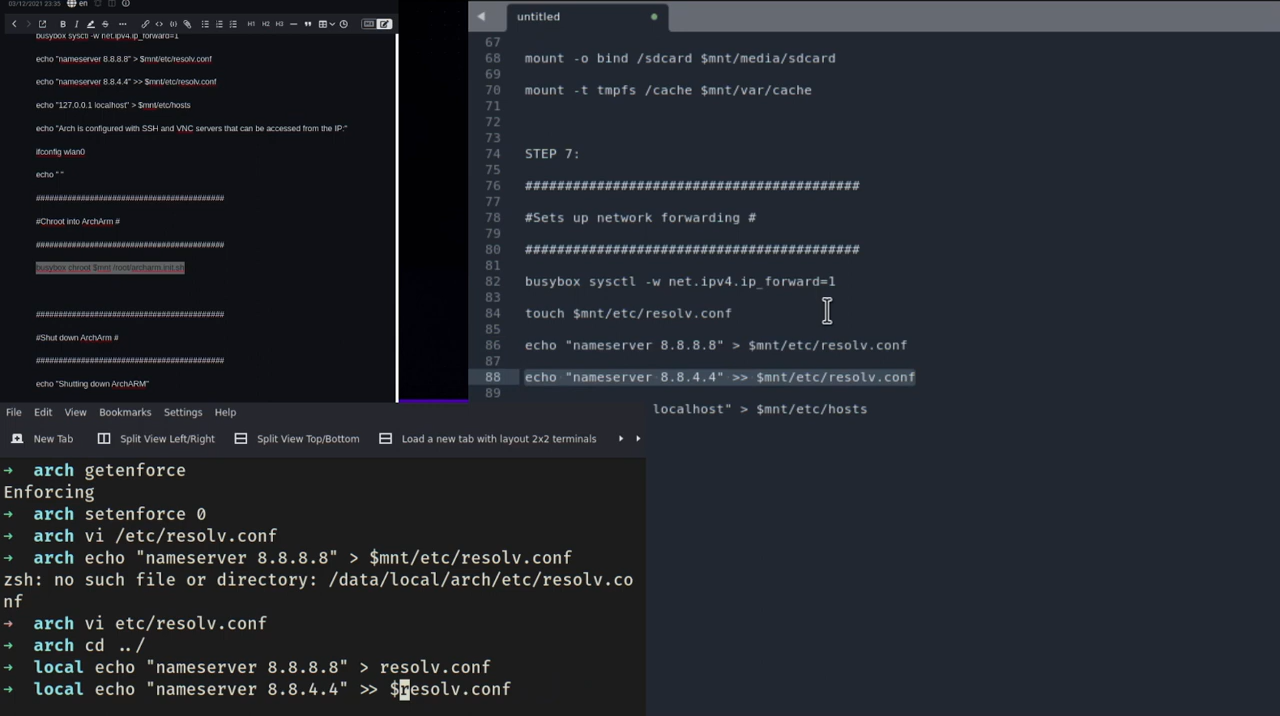 03/12/2021 23:35 en
B I S ... H1 H2 H3
busybox sysctl -w net.ipv4.ip_forward=1
echo "nameserver 8.8.8.8" > $mnt/etc/resolv.conf
echo "nameserver 8.8.4.4" >> $mnt/etc/resolv.conf
echo "127.0.0.1 localhost" > $mnt/etc/hosts
echo "Arch is configured with SSH and VNC servers that can be accessed from the IP:"
ifconfig wlan0
echo " "
##########################################
#Chroot into ArchArm #
##########################################
busybox chroot $mnt /root/archarm.init.sh
##########################################
#Shut down ArchArm #
##########################################
echo "Shutting down ArchARM"
untitled
67
68 mount -o bind /sdcard $mnt/media/sdcard
69
70 mount -t tmpfs /cache $mnt/var/cache
71
72
73
74 STEP 7:
75
76 ##########################################
77
78 #Sets up network forwarding #
79
80 ##########################################
81
82 busybox sysctl -w net.ipv4.ip_forward=1
83
84 touch $mnt/etc/resolv.conf
85
86 echo "nameserver 8.8.8.8" > $mnt/etc/resolv.conf
87
88 echo "nameserver 8.8.4.4" >> $mnt/etc/resolv.conf
89
localhost" > $mnt/etc/hosts
File Edit View Bookmarks Settings Help
New Tab Split View Left/Right Split View Top/Bottom Load a new tab with layout 2x2 terminals
→ arch getenforce
Enforcing
→ arch setenforce 0
→ arch vi /etc/resolv.conf
→ arch echo "nameserver 8.8.8.8" > $mnt/etc/resolv.conf
zsh: no such file or directory: /data/local/arch/etc/resolv.co
nf
→ arch vi etc/resolv.conf
→ arch cd ../
→ local echo "nameserver 8.8.8.8" > resolv.conf
→ local echo "nameserver 8.8.4.4" >> $resolv.conf